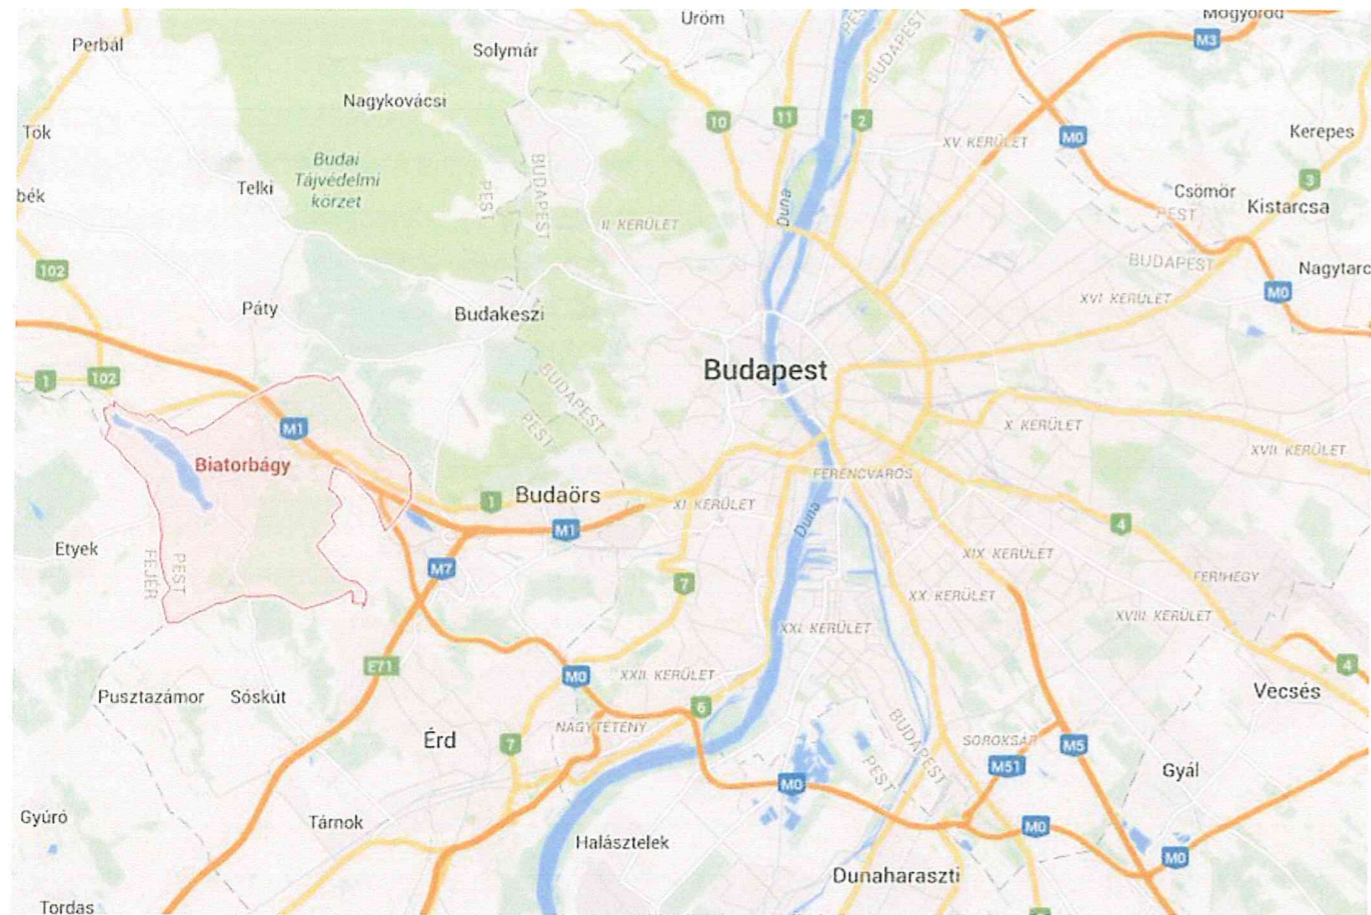 Üröm
Mogyoród
Perbál
Solymár
PEST
BUDAPEST
M3
Nagykovácsi
10
11
2
M0
Tök
XV. KERÜLET
Kerepes
Budai
Tájvédelmi
körzet
BUDAPEST
PEST
3
bék
Telki
Csömör
Kistarcsa
PEST
Duna
II. KERÜLET
BUDAPEST
Nagytarc
102
M0
XVI. KERÜLET
Páty
Budakeszi
Budapest
1
102
BUDAPEST
PEST
M1
X. KERÜLET
XVII. KERÜLET
Biatorbágy
FERENCVÁROS
1
Budaörs
XI. KERÜLET
Duna
M1
4
Etyek
FEJÉR
PEST
XIX. KERÜLET
M7
7
FERIHEGY
XX. KERÜLET
XVIII. KERÜLET
XXI. KERÜLET
E71
M0
XXII. KERÜLET
4
Pusztazámor
Sóskút
Vecsés
6
NAGYTÉTÉNY
Érd
7
BUDAPEST
PEST
SOROKSÁR
M5
M51
Gyál
M0
Gyúró
Tárnok
M0
Halásztelek
M0
Dunaharaszti
Tordas